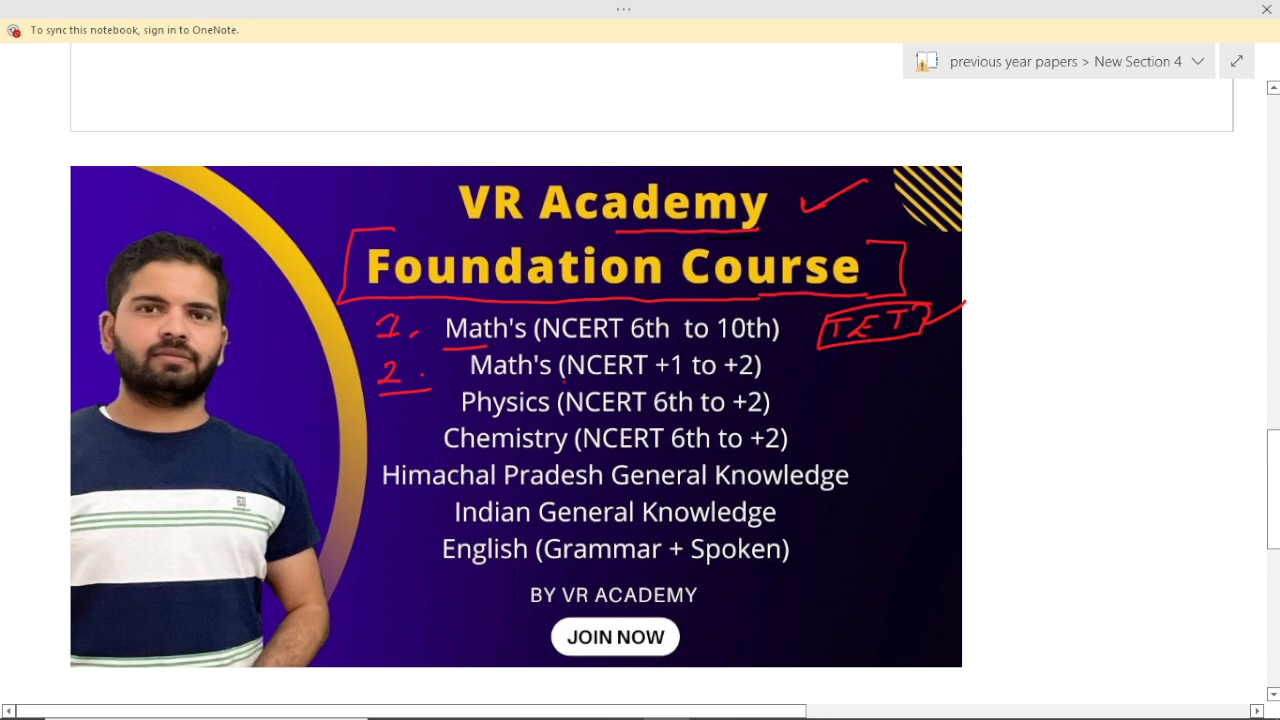 To sync this notebook, sign in to OneNote.
previous year papers > New Section 4
VR Academy
Foundation Course
1. Math's (NCERT 6th to 10th) TET
2. Math's (NCERT +1 to +2)
Physics (NCERT 6th to +2)
Chemistry (NCERT 6th to +2)
Himachal Pradesh General Knowledge
Indian General Knowledge
English (Grammar + Spoken)
BY VR ACADEMY
JOIN NOW